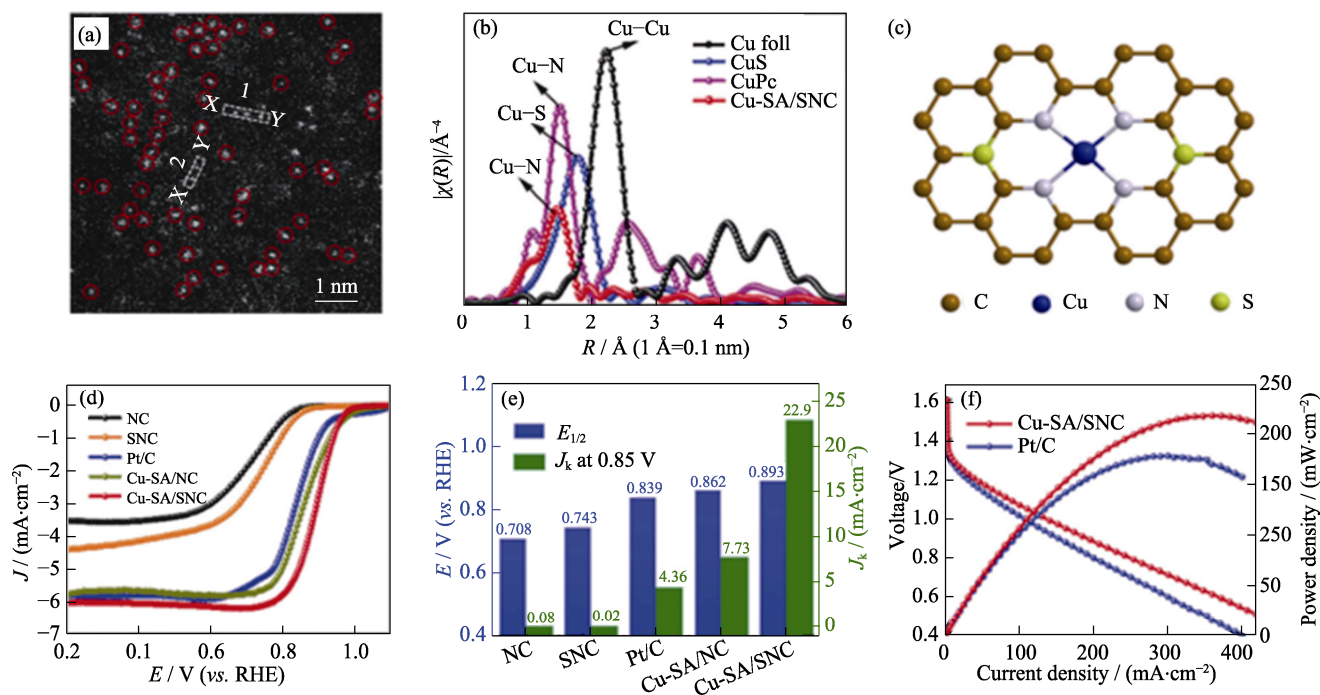 (a)
1
X
Y
Y
2
X
1 nm
(b)
Cu−Cu
Cu−N
Cu−S
Cu−N
Cu foll
CuS
CuPc
Cu-SA/SNC
|χ(R)|/Å⁻⁴
0 1 2 3 4 5 6
R / Å (1 Å=0.1 nm)
(c)
C Cu N S
(d)
NC
SNC
Pt/C
Cu-SA/NC
Cu-SA/SNC
0
−1
−2
−3
−4
−5
−6
−7
J / (mA·cm⁻²)
0.2 0.1 0.6 0.8 1.0
E / V (vs. RHE)
(e)
E1/2
Jk at 0.85 V
1.2
1.0
0.8
0.6
0.4
E / V (vs. RHE)
0.708
0.08
0.743
0.02
0.839
4.36
0.862
7.73
0.893
22.9
25
20
15
10
5
0
Jk / (mA·cm⁻²)
NC SNC Pt/C Cu-SA/NC Cu-SA/SNC
(f)
Cu-SA/SNC
Pt/C
1.6
1.4
1.2
1.0
0.8
0.6
0.4
Voltage/V
0 100 200 300 400
Current density / (mA·cm⁻²)
250
200
150
250
50
0
Power density / (mW·cm⁻²)